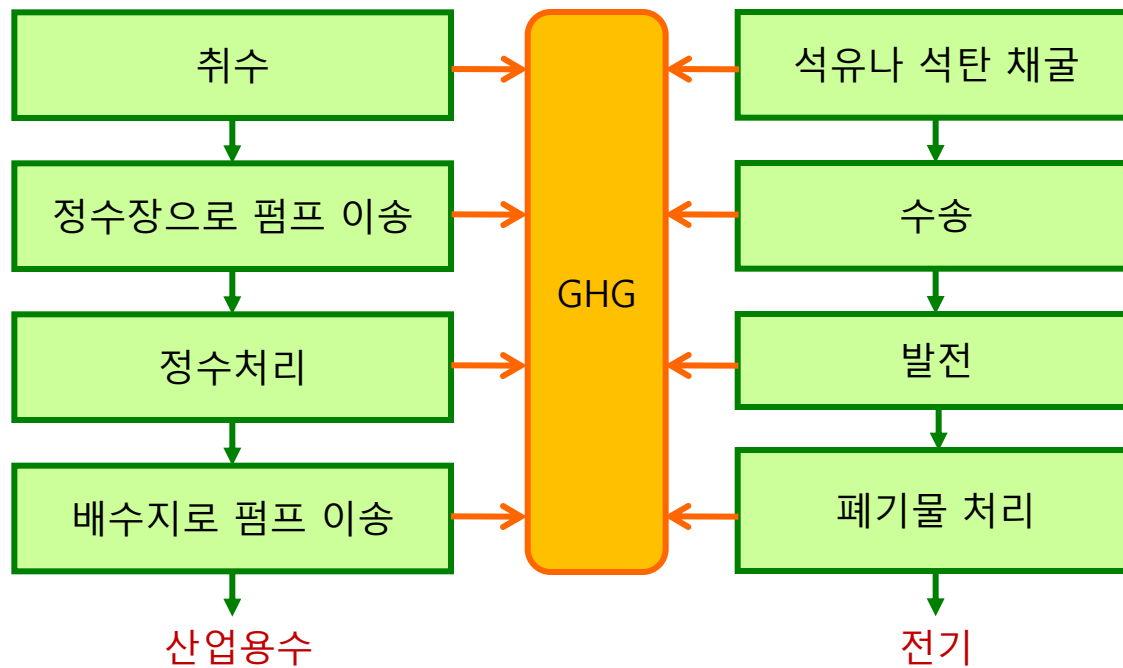 취수
정수장으로 펌프 이송
정수처리
배수지로 펌프 이송
산업용수
GHG
석유나 석탄 채굴
수송
발전
폐기물 처리
전기